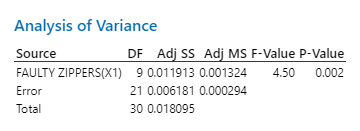 Analysis of Variance
Source DF Adj SS Adj MS F-Value P-Value
FAULTY ZIPPERS(X1) 9 0.011913 0.001324 4.50 0.002
Error 21 0.006181 0.000294
Total 30 0.018095